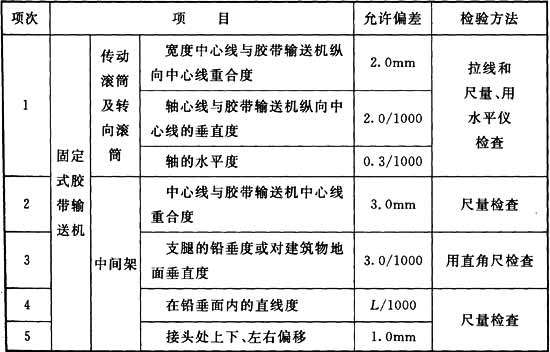 项次 项 目 允许偏差 检验方法
1 固定式胶带输送机 传动滚筒及转向滚筒 宽度中心线与胶带输送机纵向中心线重合度 2.0mm 拉线和尺量、用水平仪检查
轴心线与胶带输送机纵向中心线的垂直度 2.0/1000
轴的水平度 0.3/1000
2 中间架 中心线与胶带输送机中心线重合度 3.0mm 尺量检查
3 支腿的铅垂度或对建筑物地面垂直度 3.0/1000 用直角尺检查
4 在铅垂面内的直线度 L/1000 尺量检查
5 接头处上下、左右偏移 1.0mm